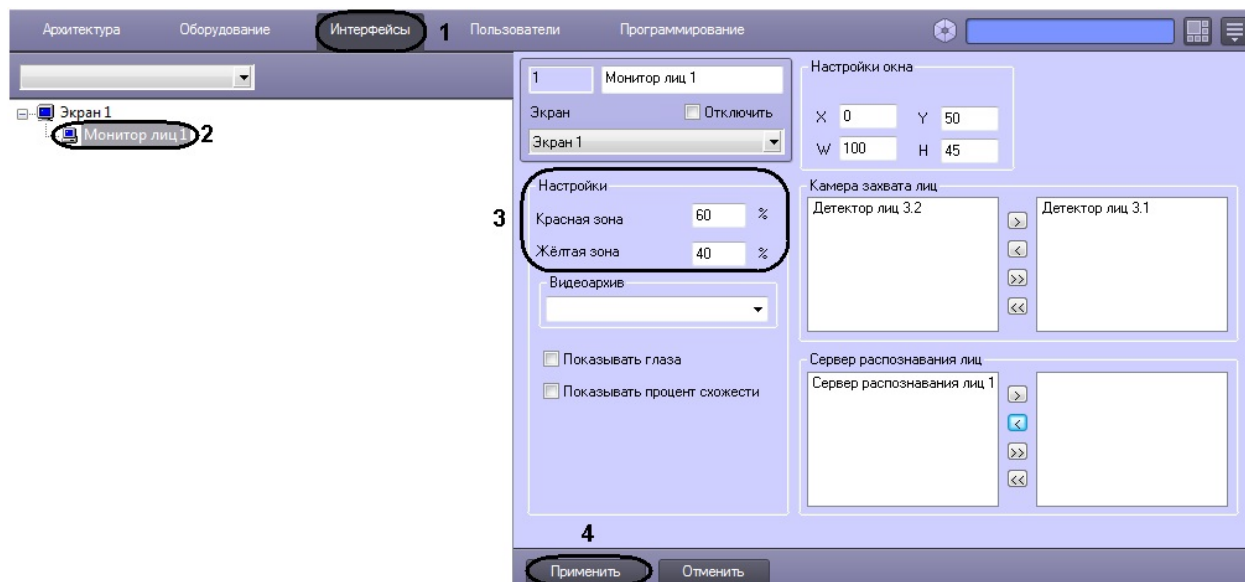 Архитектура Оборудование Интерфейсы 1 Пользователи Программирование
Экран 1
Монитор лиц 1 2
1 Монитор лиц 1
Экран Отключить
Экран 1
Настройки окна
X 0 Y 50
W 100 H 45
3
Настройки
Красная зона 60 %
Жёлтая зона 40 %
Видеоархив
Показывать глаза
Показывать процент схожести
Камера захвата лиц
Детектор лиц 3.2
>
<
>>
<<
Детектор лиц 3.1
Сервер распознавания лиц
Сервер распознавания лиц 1
>
<
>>
<<
4
Применить Отменить